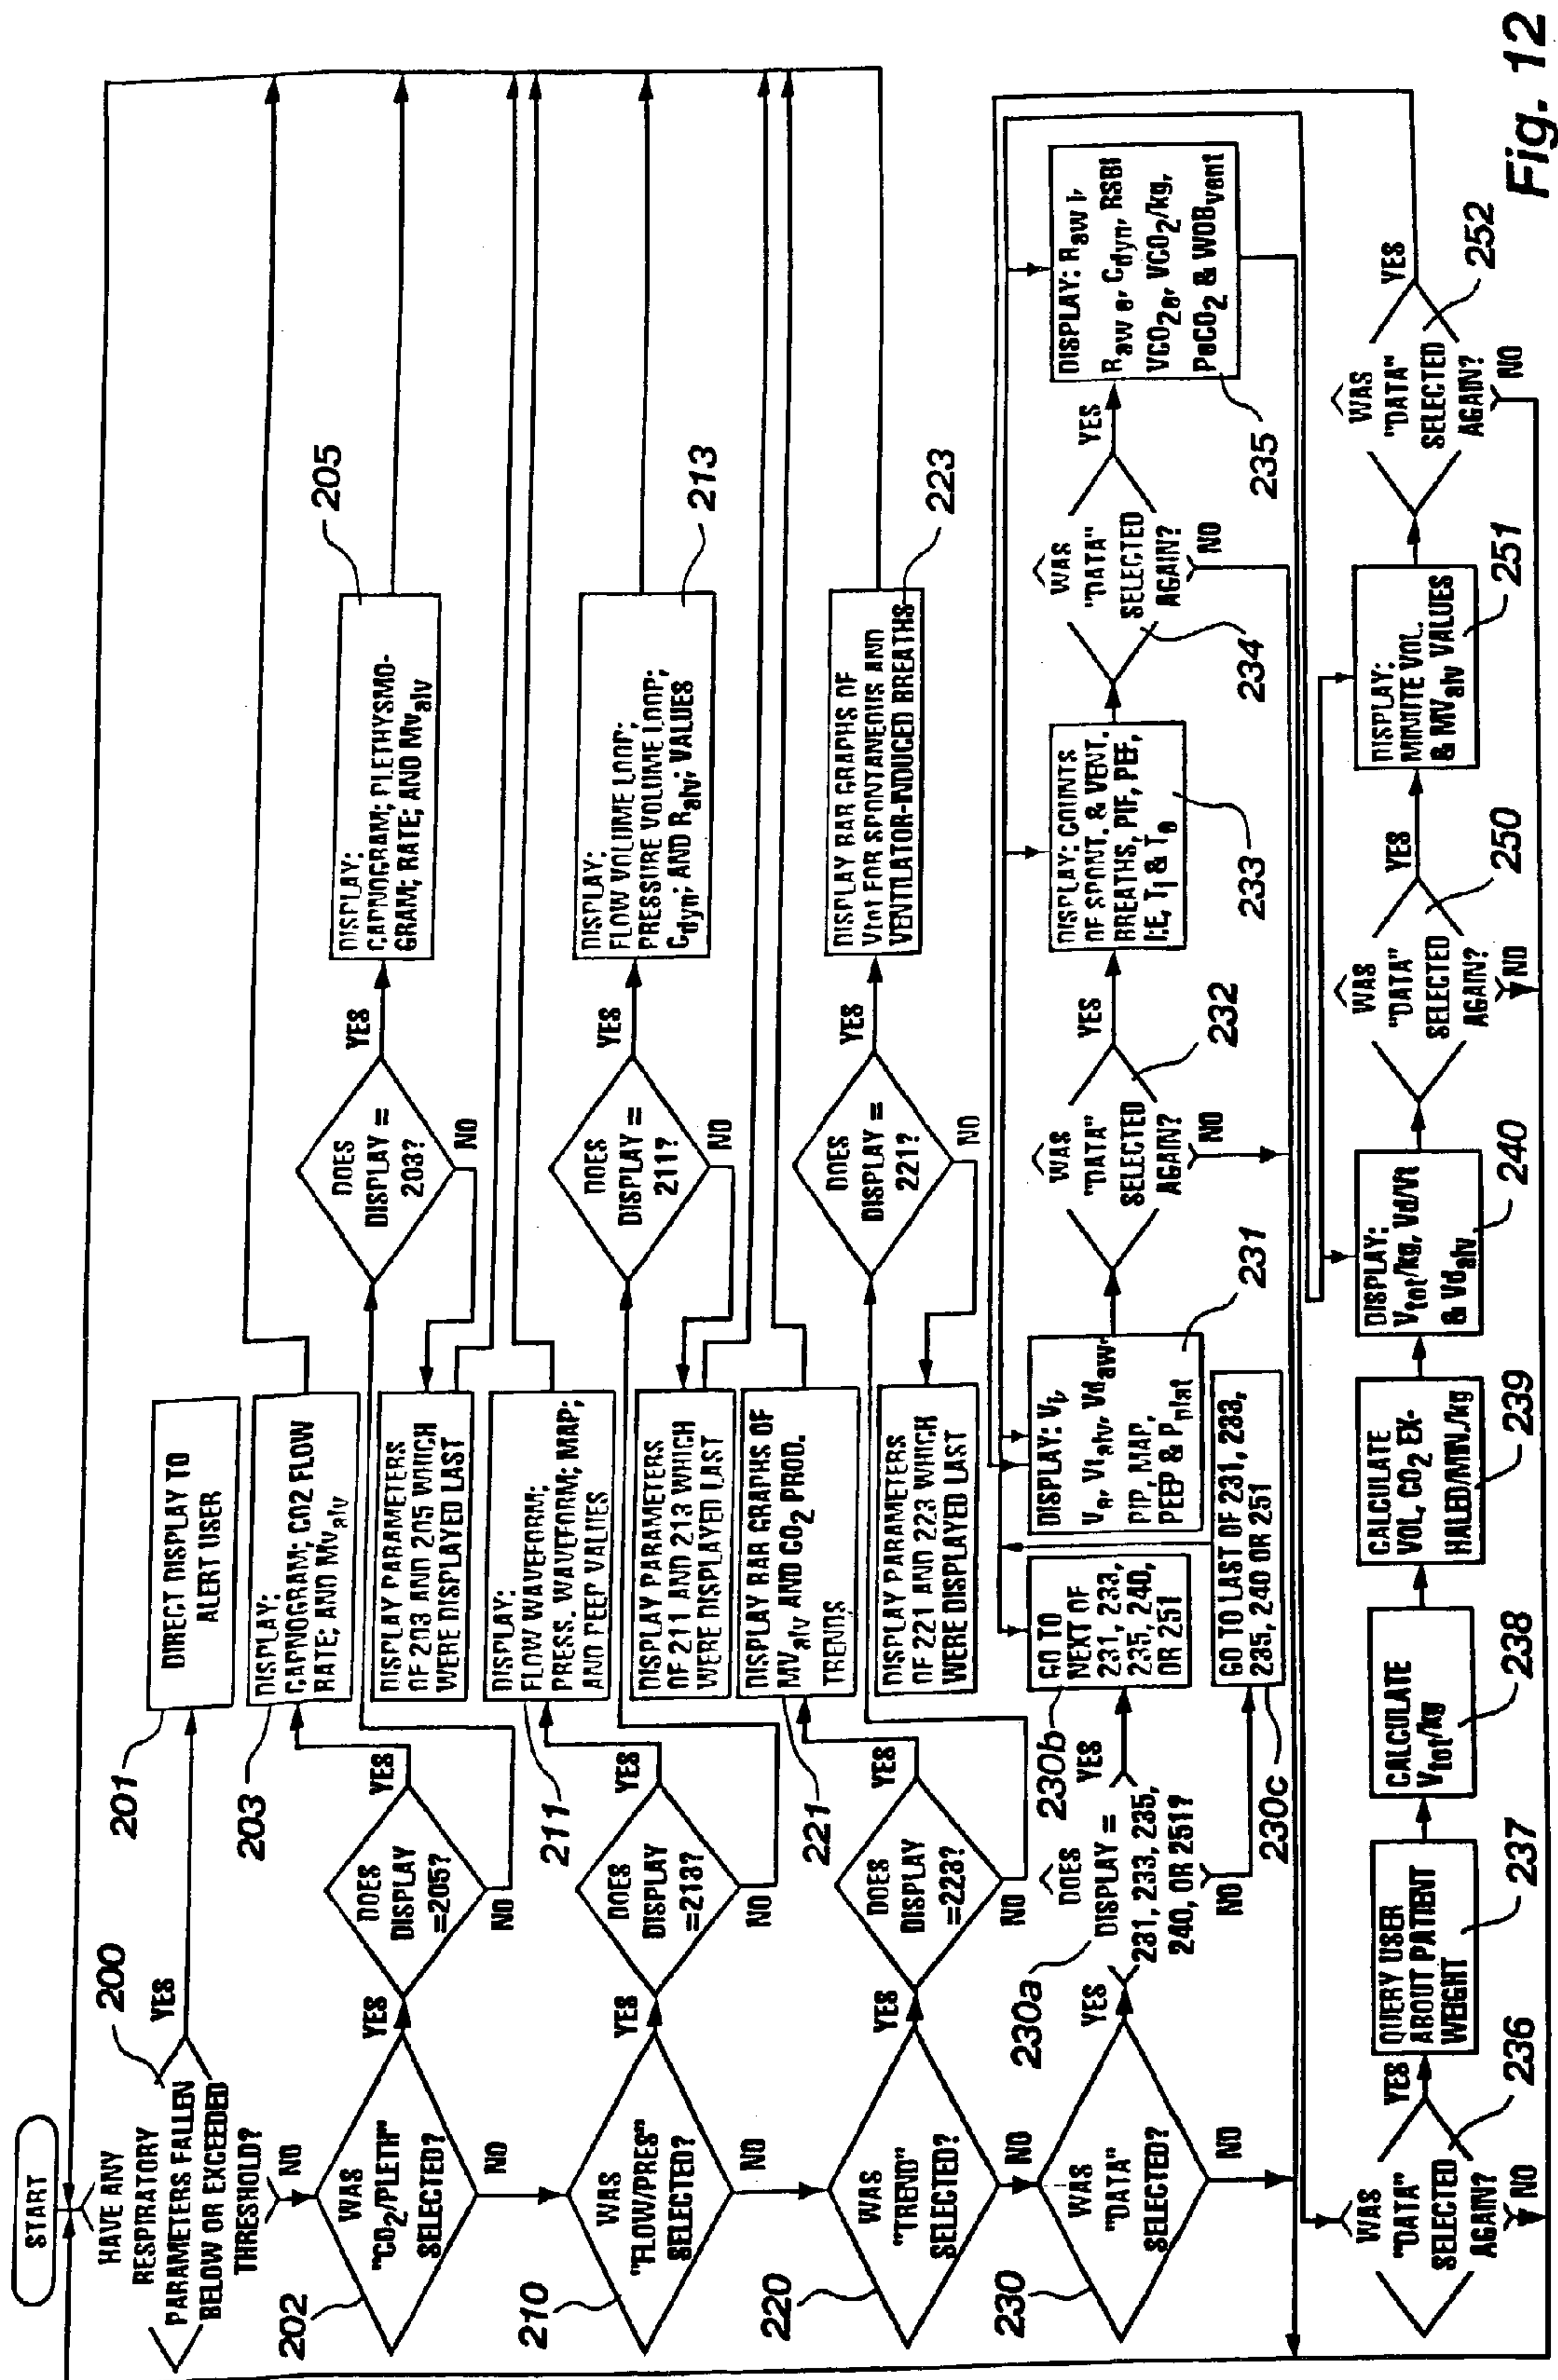 START
HAVE ANY
RESPIRATORY
PARAMETERS FALLEN
BELOW OR EXCEEDED
THRESHOLD?
200
YES
NO
201
DIRECT DISPLAY TO
ALERT USER
WAS
"CO2/PLETH"
SELECTED?
202
YES
NO
DOES
DISPLAY
=205?
YES
NO
203
DISPLAY:
CAPNOGRAM; CO2 FLOW
RATE; AND Mvalv
DISPLAY PARAMETERS
OF 203 AND 205 WHICH
WERE DISPLAYED LAST
DOES
DISPLAY =
203?
YES
NO
DISPLAY:
CAPNOGRAM; PLETHYSMO-
GRAM; RATE; AND Mvalv
205
WAS
"FLOW/PRES"
SELECTED?
210
YES
NO
DOES
DISPLAY
=213?
YES
NO
211
DISPLAY:
FLOW WAVEFORM;
PRESS. WAVEFORM; MAP;
AND PEEP VALUES
DISPLAY PARAMETERS
OF 211 AND 213 WHICH
WERE DISPLAYED LAST
DOES
DISPLAY =
211?
YES
NO
DISPLAY:
FLOW VOLUME LOOP;
PRESSURE VOLUME LOOP;
Cdyn; AND Ralv; VALUES
213
WAS
"TREND"
SELECTED?
220
YES
NO
DOES
DISPLAY
=223?
YES
NO
221
DISPLAY BAR GRAPHS OF
MValv AND CO2 PROD.
TRENDS
DISPLAY PARAMETERS
OF 221 AND 223 WHICH
WERE DISPLAYED LAST
DOES
DISPLAY =
221?
YES
NO
DISPLAY BAR GRAPHS OF
Vtot FOR SPONTANEOUS AND
VENTILATOR-INDUCED BREATHS
223
WAS
"DATA"
SELECTED?
230
YES
NO
230a
DOES
DISPLAY =
231, 233, 235,
240, OR 251?
YES
NO
230b
GO TO
NEXT OF
231, 233,
235, 240,
OR 251
230c
GO TO LAST OF 231, 233,
235, 240 OR 251
DISPLAY: Vi,
Ve, Vtalv, Vdaw,
PIP, MAP,
PEEP & Pplat
231
WAS
"DATA"
SELECTED
AGAIN?
232
YES
NO
DISPLAY: COUNTS
OF SPONT. & VENT.
BREATHS, PIF, PEF,
I:E, Ti & Te
233
WAS
"DATA"
SELECTED
AGAIN?
234
YES
NO
DISPLAY: Raw i,
Raw e, Cdyn, RSBI
VCO2e, VCO2/kg,
PeCO2 & WOBvent
235
WAS
"DATA"
SELECTED
AGAIN?
236
YES
NO
QUERY USER
ABOUT PATIENT
WEIGHT
237
CALCULATE
Vtot/kg
238
CALCULATE
VOL, CO2 EX-
HALED/MIN./kg
239
DISPLAY:
Vtot/kg, Vd/Vt
& Vdalv
240
WAS
"DATA"
SELECTED
AGAIN?
250
YES
NO
DISPLAY:
MINITE VOL.
& MValv VALUES
251
WAS
"DATA"
SELECTED
AGAIN?
252
YES
NO
Fig. 12